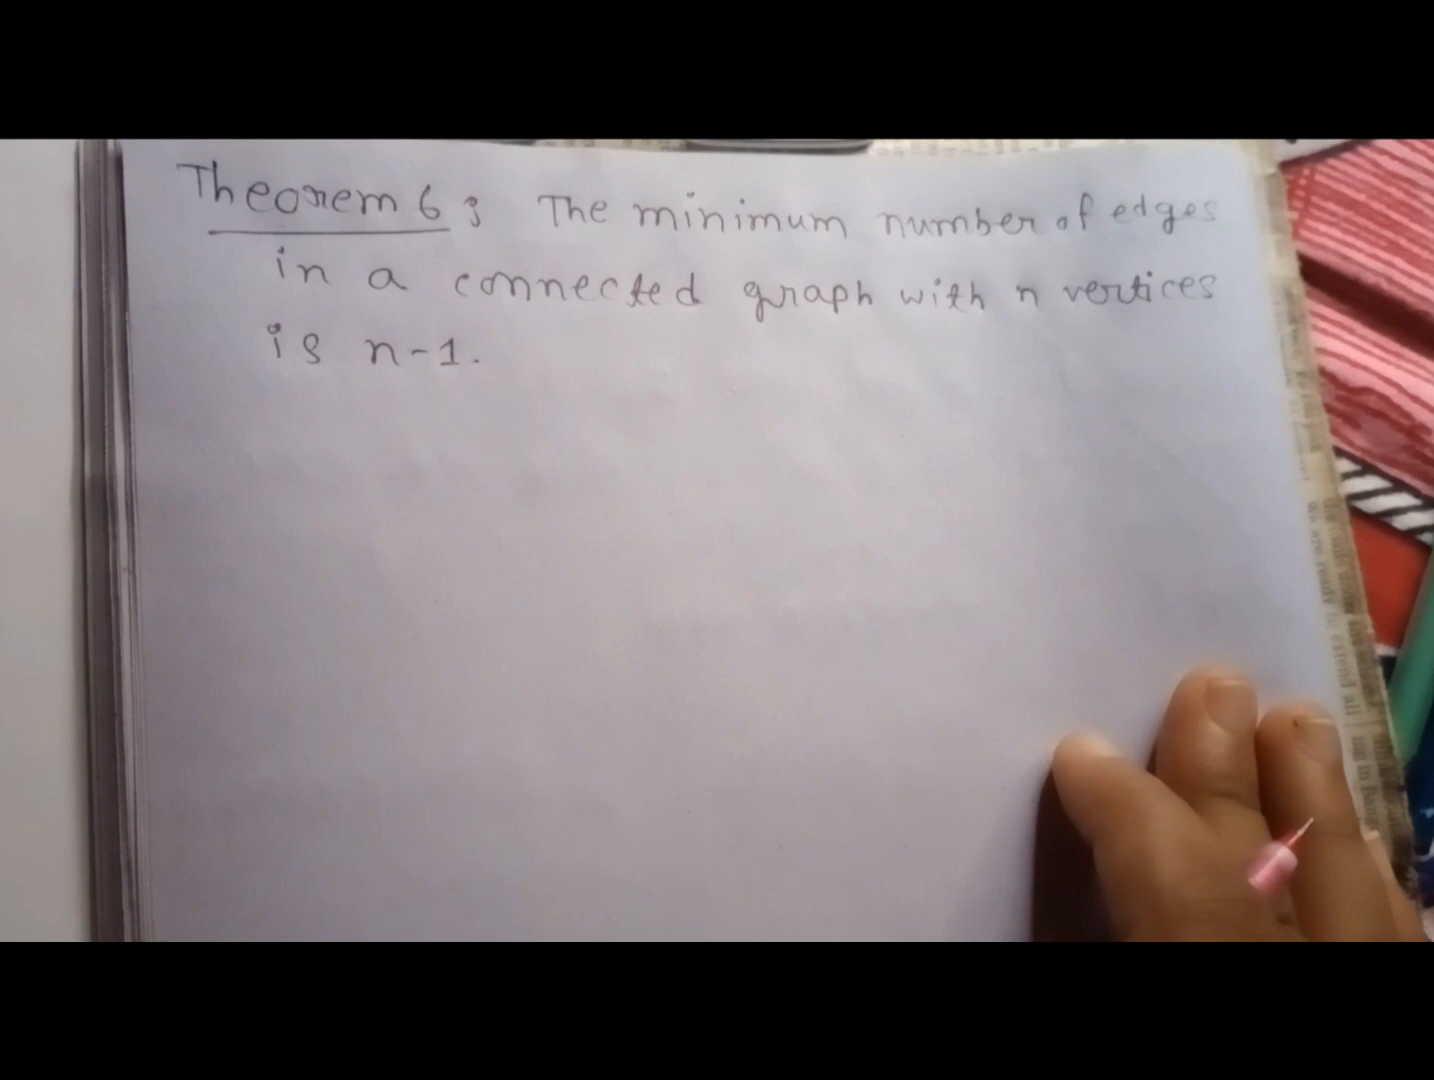 Theorem 6 : The minimum number of edges
in a connected graph with n vertices
is n-1.